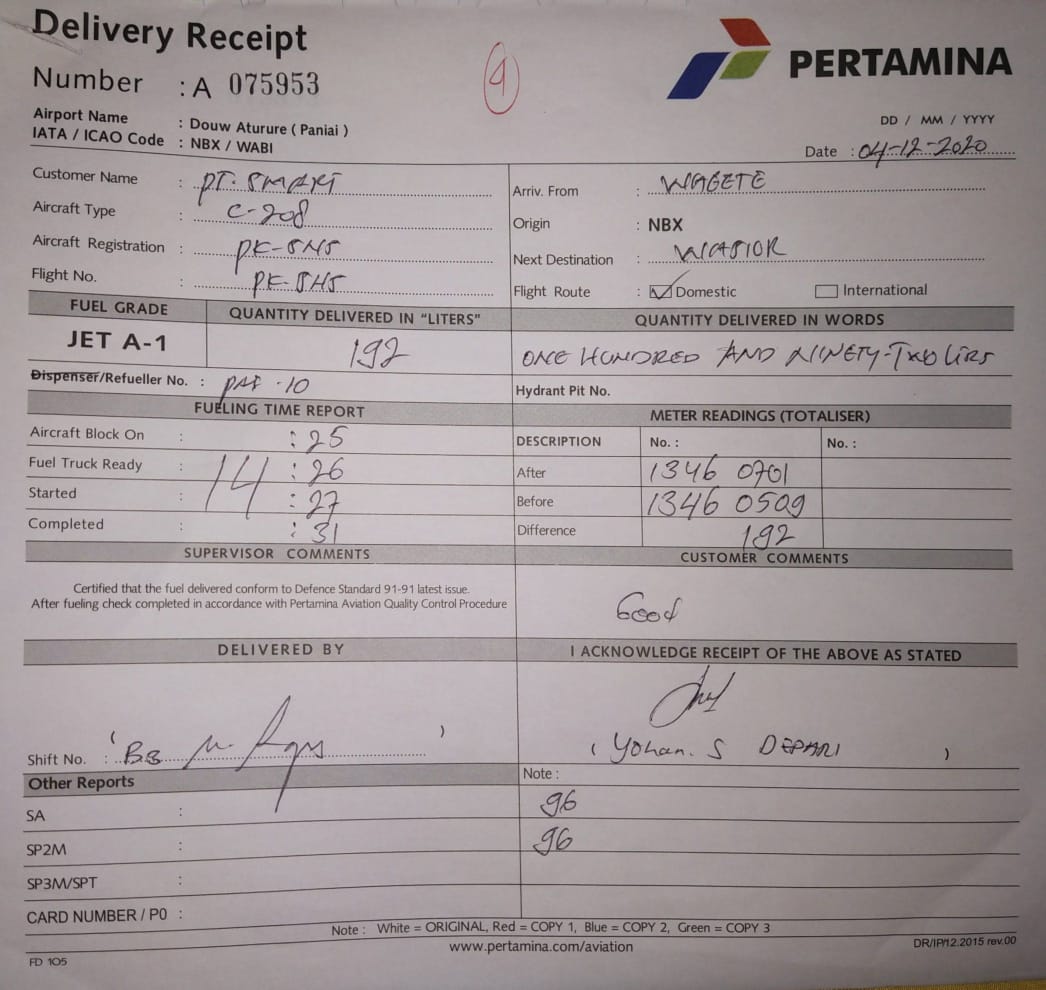 Delivery Receipt
Number : A 075953
4
PERTAMINA
Airport Name : Douw Aturure ( Paniai )
IATA / ICAO Code : NBX / WABI
DD / MM / YYYY
Date : 04-12-2020
Customer Name : PT. SMART
Aircraft Type : C-208
Aircraft Registration : PK-SNS
Flight No. : PK-SHS
Arriv. From : WAGETE
Origin : NBX
Next Destination : WASIOR
Flight Route : Domestic International
FUEL GRADE QUANTITY DELIVERED IN "LITERS" QUANTITY DELIVERED IN WORDS
JET A-1 192 ONE HUNDRED AND NINETY-TWO LTRS
Dispenser/Refueller No. : PAF - 10 Hydrant Pit No.
FUELING TIME REPORT METER READINGS (TOTALISER)
Aircraft Block On : : 25
Fuel Truck Ready : 14 : 26
Started : : 27
Completed : : 31
DESCRIPTION No. : No. :
After 1346 0701
Before 1346 0509
Difference 192
SUPERVISOR COMMENTS CUSTOMER COMMENTS
Certified that the fuel delivered conform to Defence Standard 91-91 latest issue.
After fueling check completed in accordance with Pertamina Aviation Quality Control Procedure
Good
DELIVERED BY I ACKNOWLEDGE RECEIPT OF THE ABOVE AS STATED
Shift No. : ( )
( Yohan. S DEPARI )
Other Reports Note :
SA : 96
SP2M : 96
SP3M/SPT :
CARD NUMBER / P0 :
Note : White = ORIGINAL, Red = COPY 1, Blue = COPY 2, Green = COPY 3
www.pertamina.com/aviation
FD 105 DR/IP/12.2015 rev.00